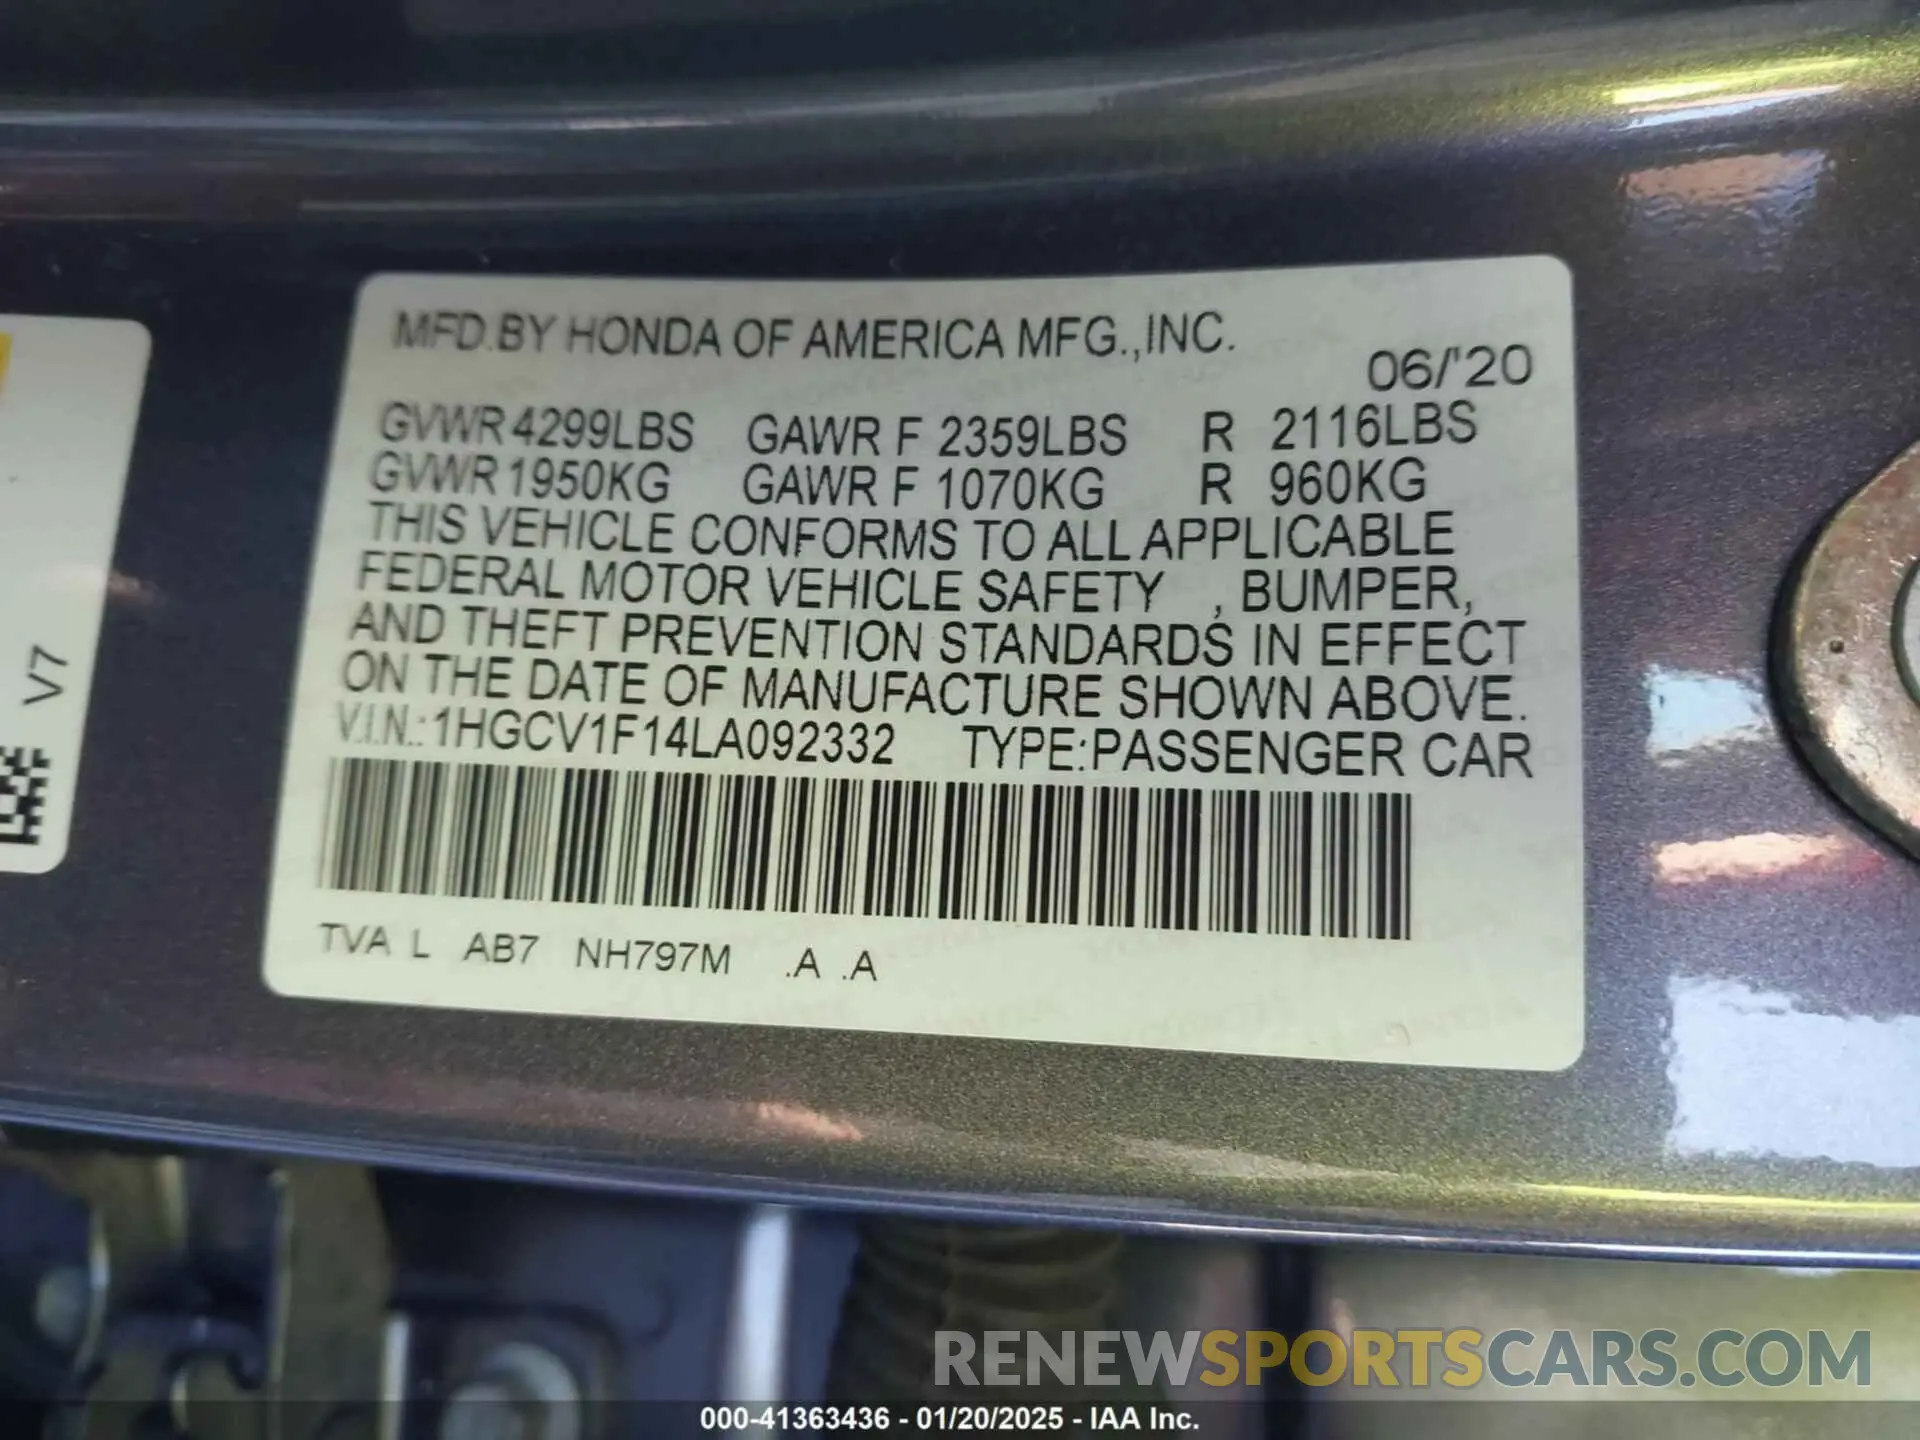 MFD.BY HONDA OF AMERICA MFG.,INC.
06/'20
GVWR 4299LBS GAWR F 2359LBS R 2116LBS
GVWR 1950KG GAWR F 1070KG R 960KG
THIS VEHICLE CONFORMS TO ALL APPLICABLE
FEDERAL MOTOR VEHICLE SAFETY , BUMPER,
AND THEFT PREVENTION STANDARDS IN EFFECT
ON THE DATE OF MANUFACTURE SHOWN ABOVE.
V.I.N.:1HGCV1F14LA092332 TYPE:PASSENGER CAR
TVA L AB7 NH797M .A .A
V7
RENEWSPORTSCARS.COM
000-41363436 - 01/20/2025 - IAA Inc.